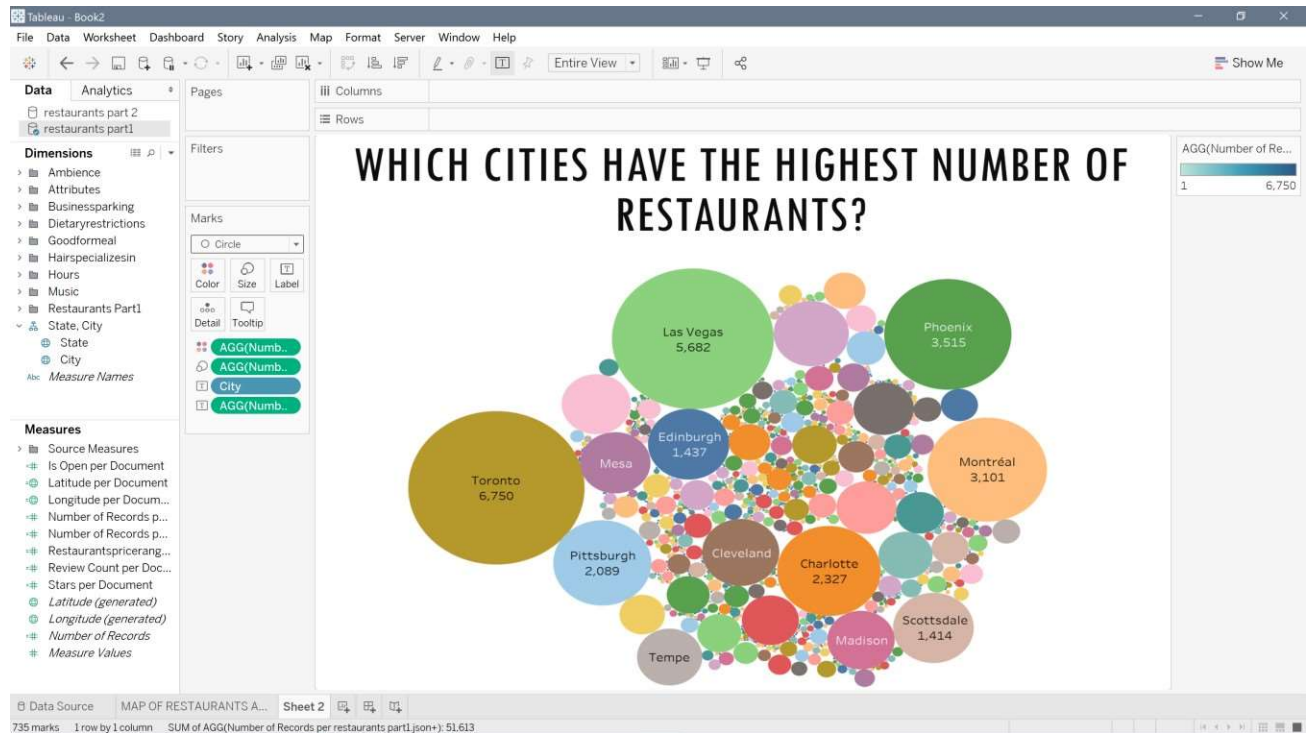 Tableau - Book2
File Data Worksheet Dashboard Story Analysis Map Format Server Window Help
Entire View
Show Me
Data Analytics
Pages
Columns
restaurants part 2
restaurants part1
Rows
Dimensions
Filters
Ambience
Attributes
Businessparking
Dietaryrestrictions
Goodformeal
Hairspecializesin
Hours
Music
Restaurants Part1
State, City
State
City
Abc Measure Names
Marks
Circle
Color Size Label
Detail Tooltip
AGG(Numb..
AGG(Numb..
City
AGG(Numb..
Measures
Source Measures
Is Open per Document
Latitude per Document
Longitude per Docum...
Number of Records p...
Number of Records p...
Restaurantspricerang...
Review Count per Doc...
Stars per Document
Latitude (generated)
Longitude (generated)
Number of Records
Measure Values
WHICH CITIES HAVE THE HIGHEST NUMBER OF
RESTAURANTS?
AGG(Number of Re...
1 6,750
Las Vegas
5,682
Phoenix
3,515
Edinburgh
1,437
Mesa
Toronto
6,750
Montréal
3,101
Pittsburgh
2,089
Cleveland
Charlotte
2,327
Scottsdale
1,414
Madison
Tempe
Data Source MAP OF RESTAURANTS A... Sheet 2
735 marks 1 row by 1 column SUM of AGG(Number of Records per restaurants part1.json+): 51,613